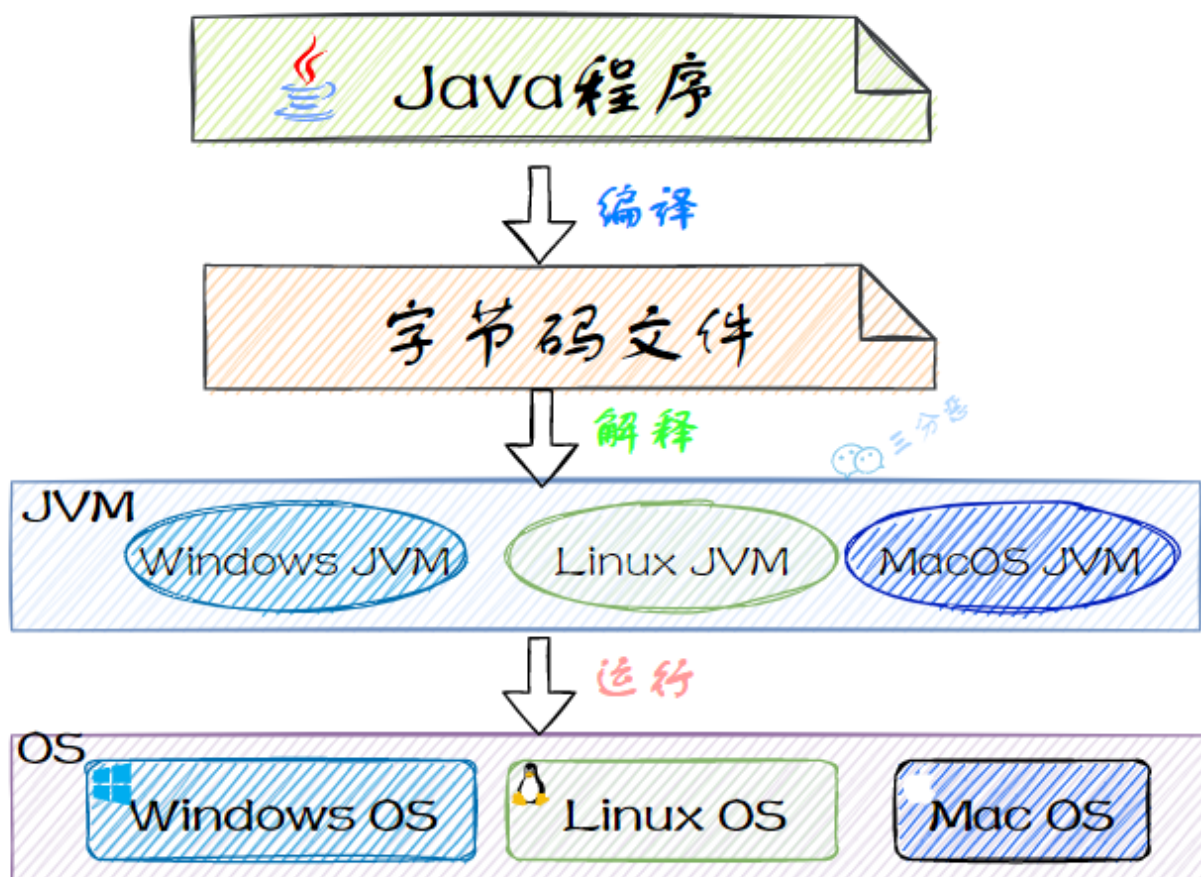 Java程序
编译
字节码文件
解释
三分恶
JVM
Windows JVM
Linux JVM
MacOS JVM
运行
OS
Windows OS
Linux OS
Mac OS